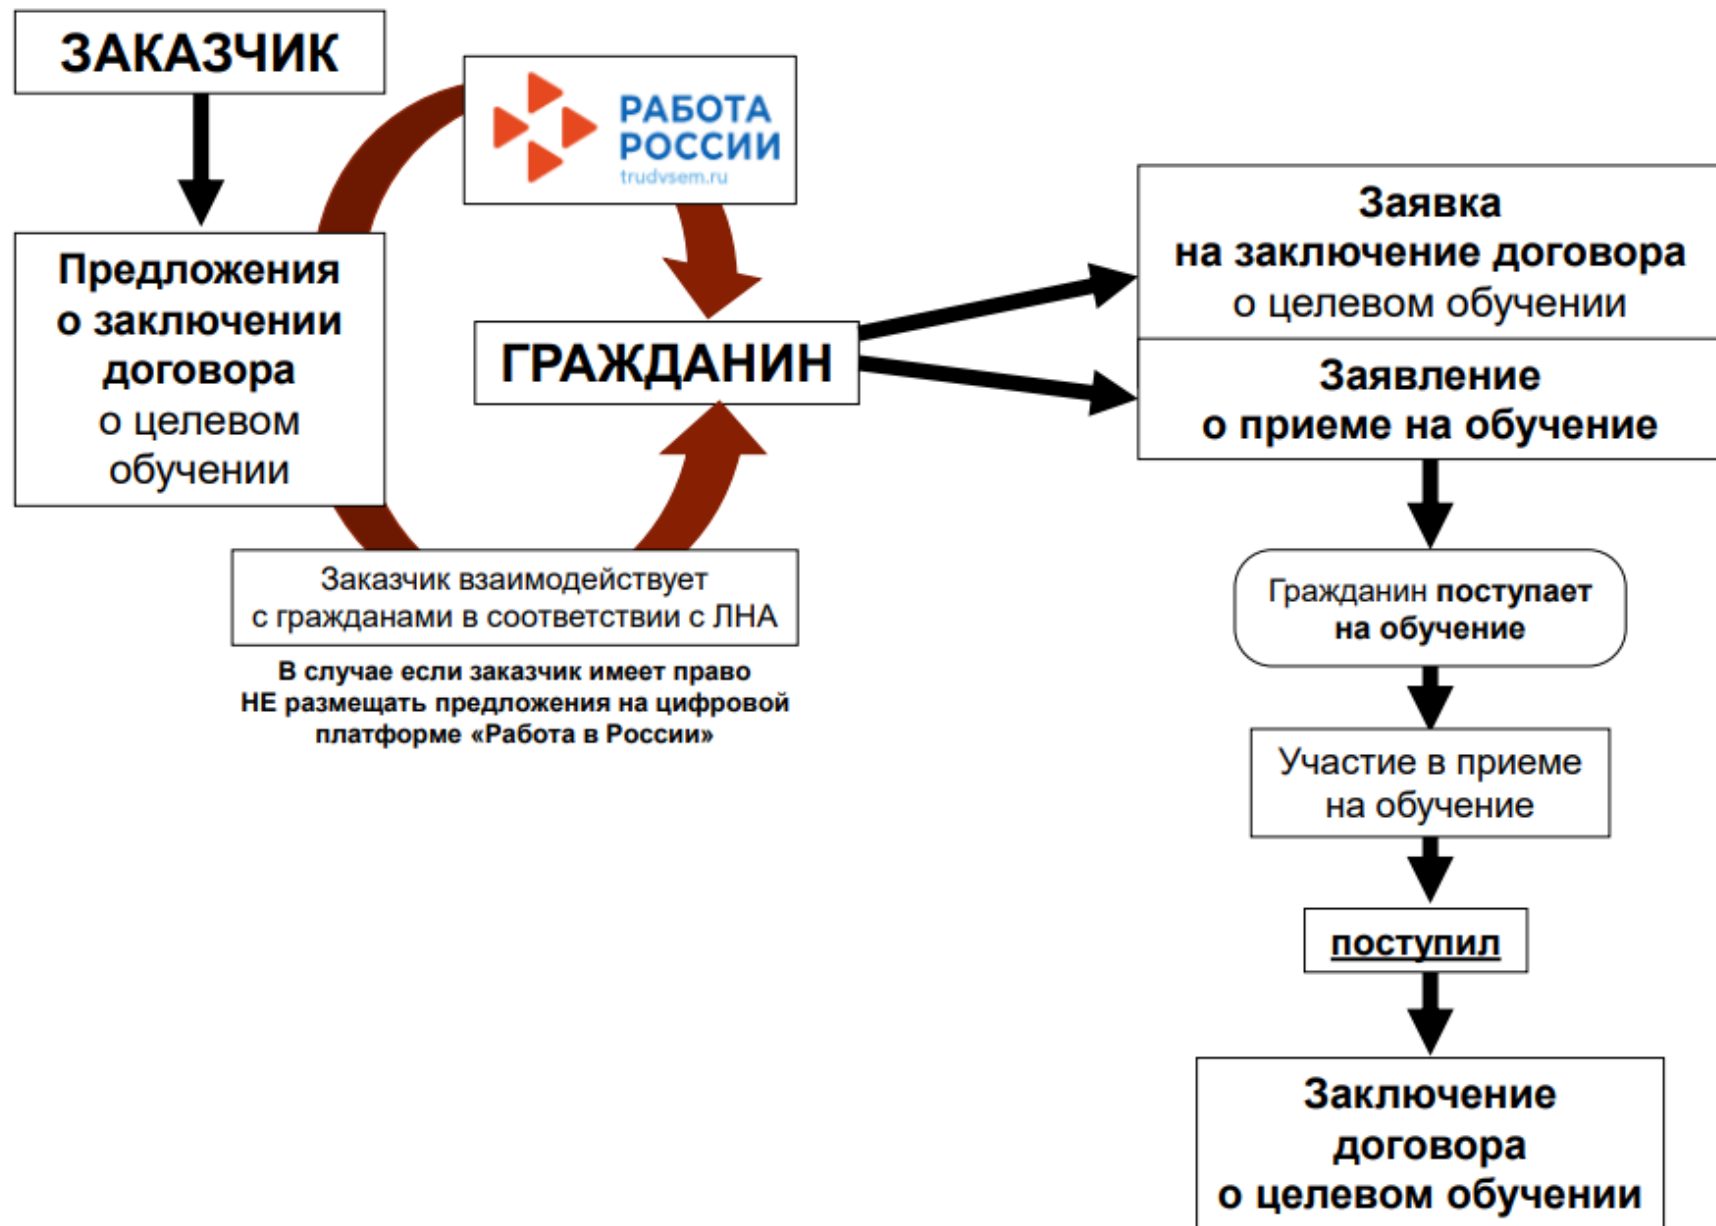 ЗАКАЗЧИК
РАБОТА
РОССИИ
trudvsem.ru
Предложения
о заключении
договора
о целевом
обучении
ГРАЖДАНИН
Заказчик взаимодействует
с гражданами в соответствии с ЛНА
В случае если заказчик имеет право
НЕ размещать предложения на цифровой
платформе «Работа в России»
Заявка
на заключение договора
о целевом обучении
Заявление
о приеме на обучение
Гражданин поступает
на обучение
Участие в приеме
на обучение
поступил
Заключение
договора
о целевом обучении